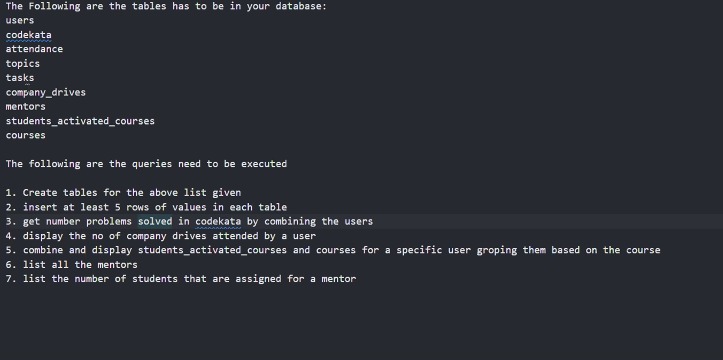 The Following are the tables has to be in your database:
users
codekata
attendance
topics
tasks
company_drives
mentors
students_activated_courses
courses
The following are the queries need to be executed
1. Create tables for the above list given
2. insert at least 5 rows of values in each table
3. get number problems solved in codekata by combining the users
4. display the no of company drives attended by a user
5. combine and display students_activated_courses and courses for a specific user groping them based on the course
6. list all the mentors
7. list the number of students that are assigned for a mentor